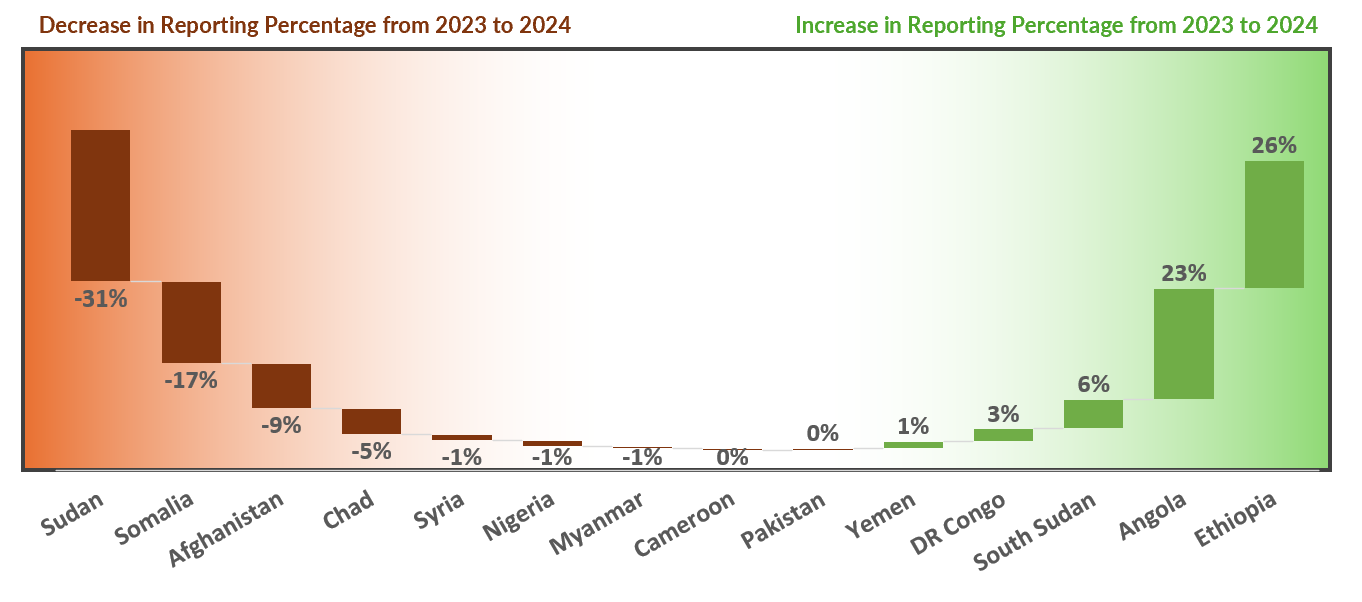 Decrease in Reporting Percentage from 2023 to 2024
Increase in Reporting Percentage from 2023 to 2024
-31%
-17%
-9%
-5%
-1%
-1%
-1%
0%
0%
1%
3%
6%
23%
26%
Sudan
Somalia
Afghanistan
Chad
Syria
Nigeria
Myanmar
Cameroon
Pakistan
Yemen
DR Congo
South Sudan
Angola
Ethiopia